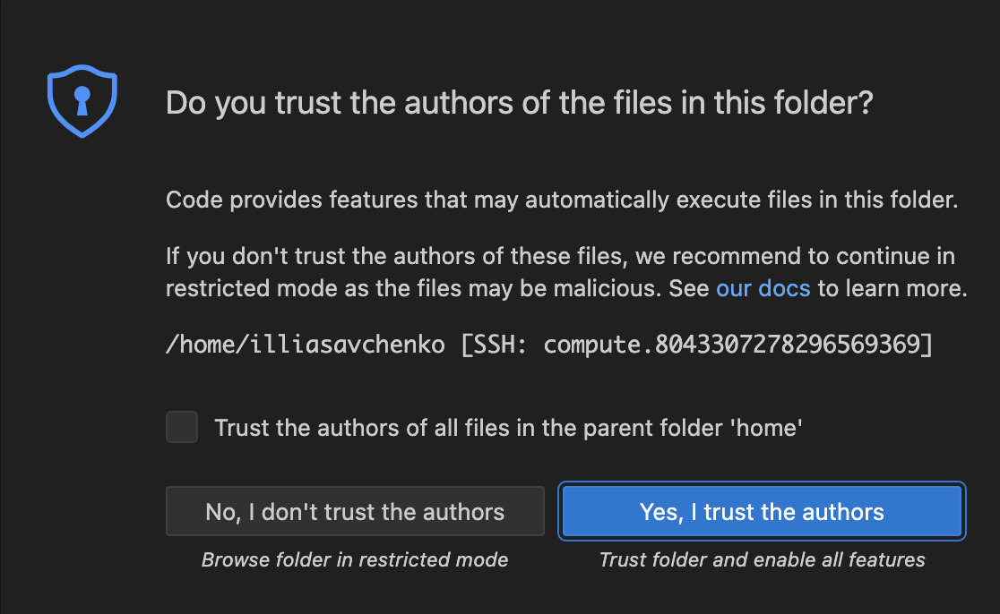 Do you trust the authors of the files in this folder?
Code provides features that may automatically execute files in this folder.
If you don't trust the authors of these files, we recommend to continue in
restricted mode as the files may be malicious. See our docs to learn more.
/home/illiasavchenko [SSH: compute.8043307278296569369]
Trust the authors of all files in the parent folder 'home'
No, I don't trust the authors
Yes, I trust the authors
Browse folder in restricted mode
Trust folder and enable all features